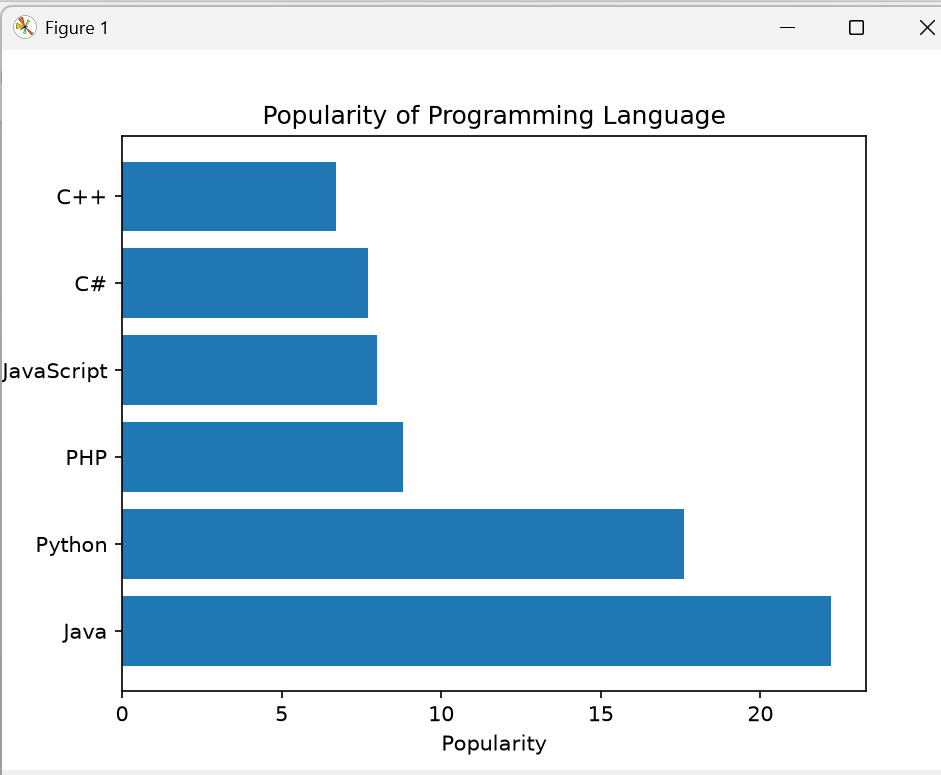 Figure 1
Popularity of Programming Language
C++
C#
JavaScript
PHP
Python
Java
0 5 10 15 20
Popularity